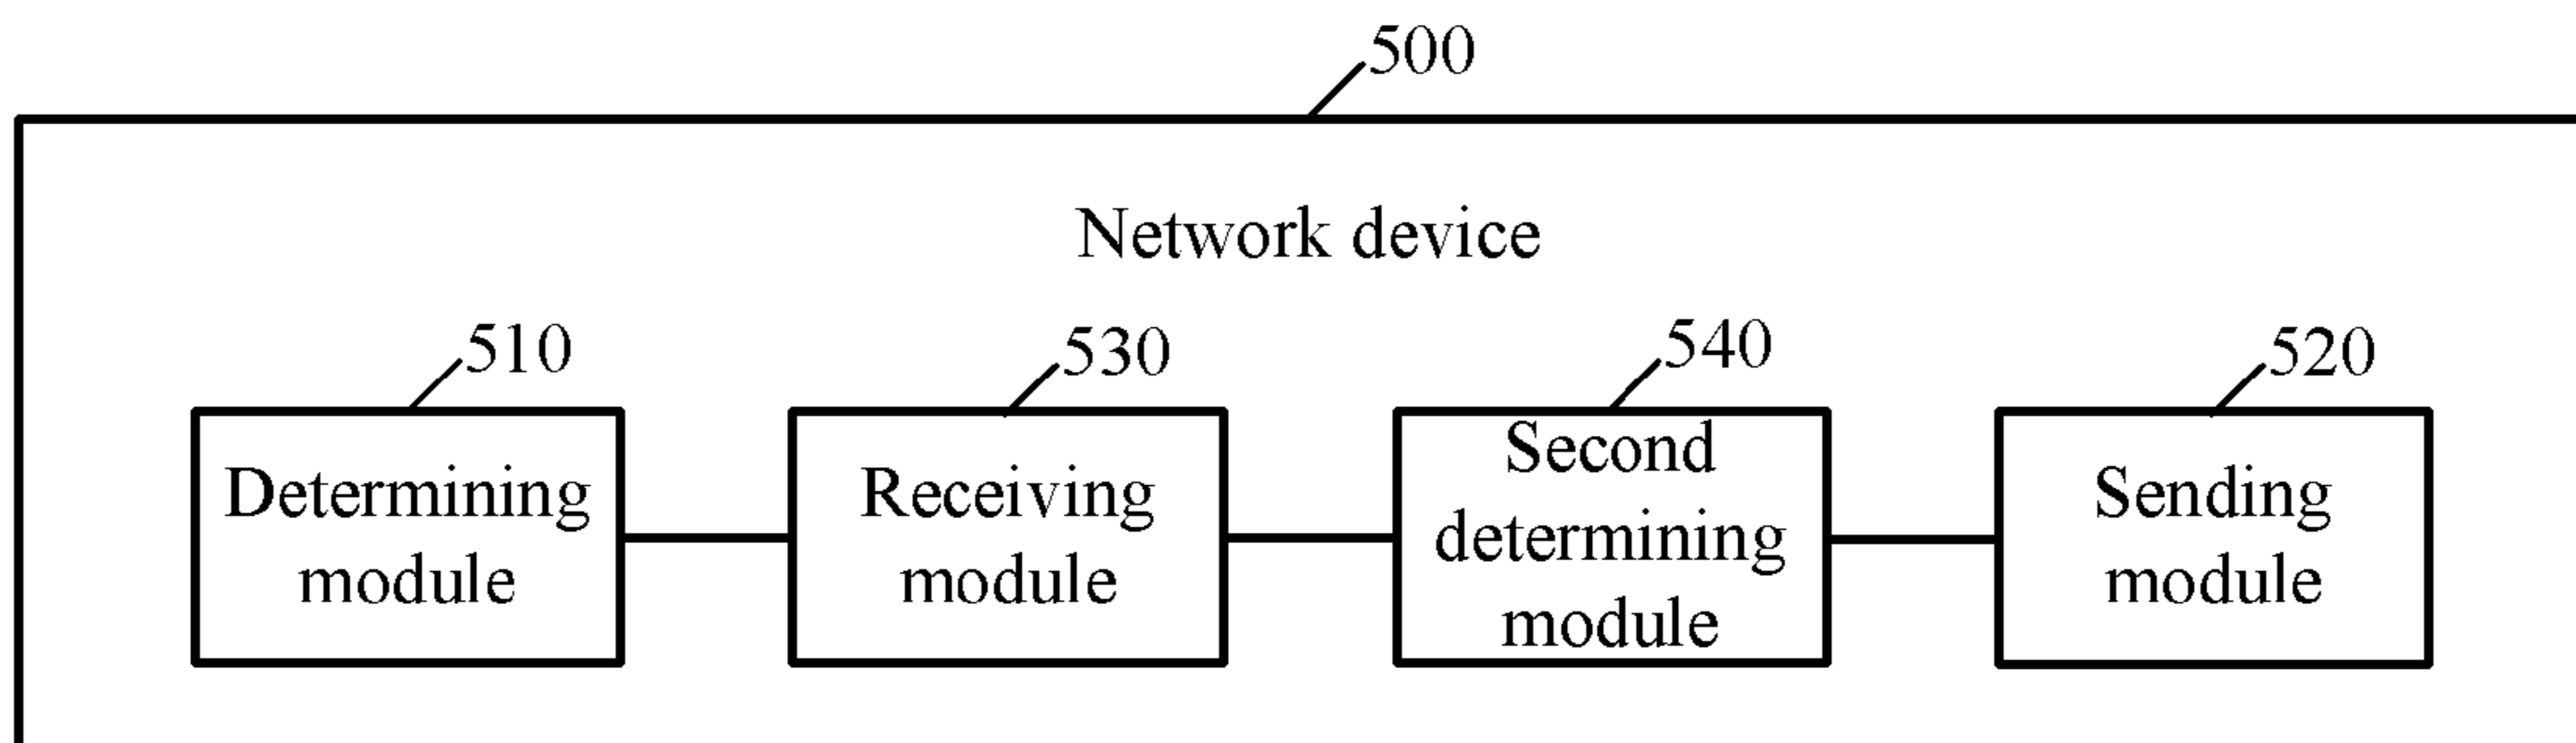 500
Network device
510
530
540
520
Determining
module
Receiving
module
Second
determining
module
Sending
module